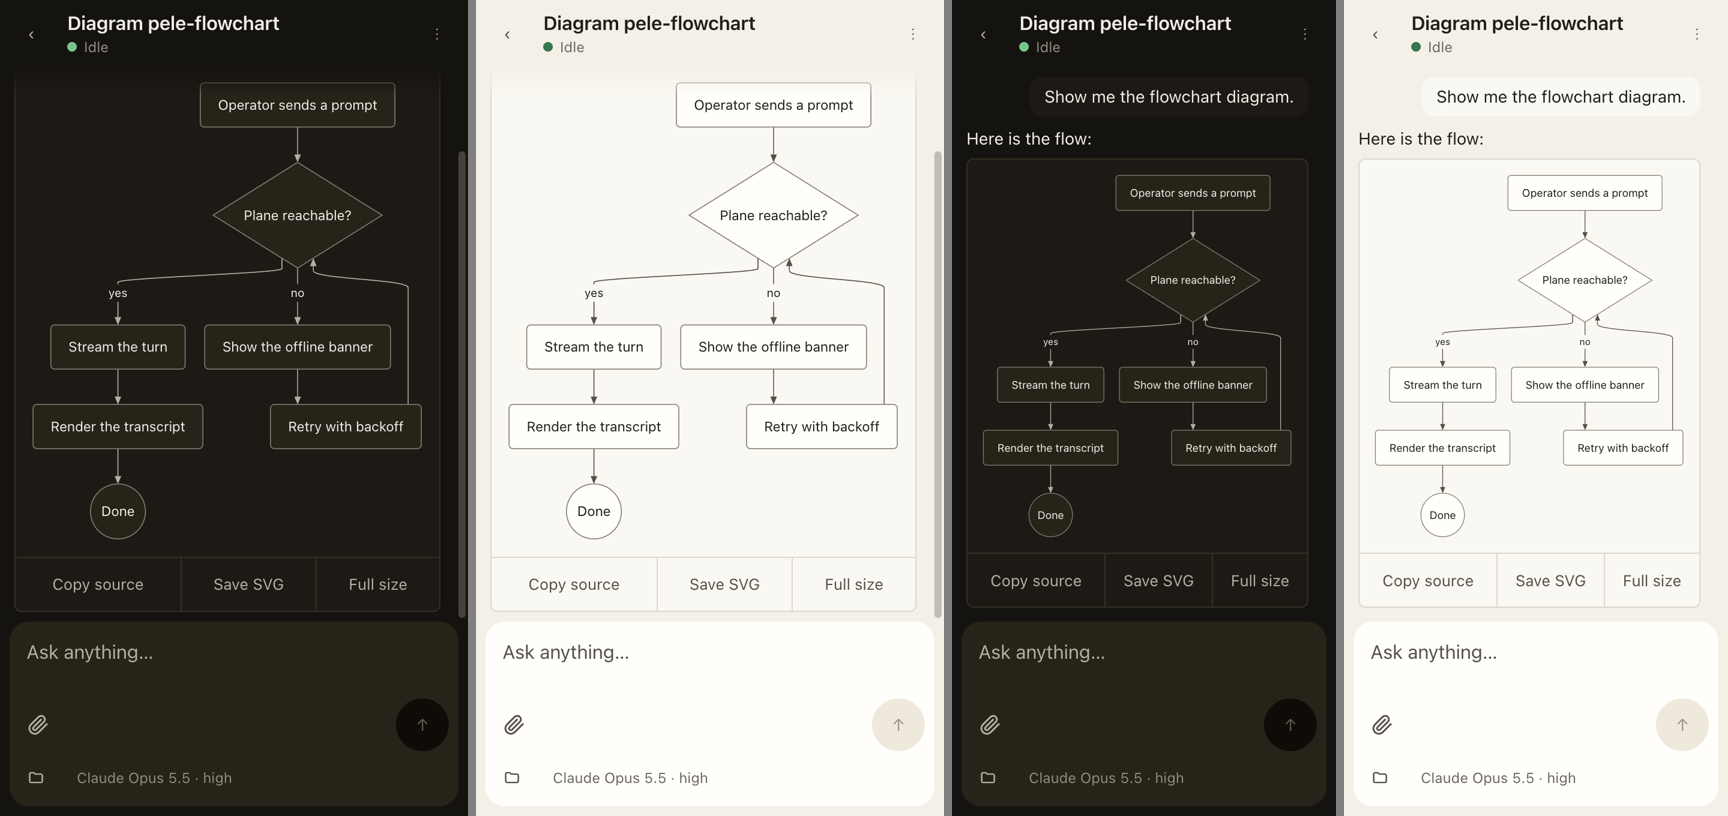 Diagram pele-flowchart
Idle
Operator sends a prompt
Plane reachable?
yes
no
Stream the turn
Show the offline banner
Render the transcript
Retry with backoff
Done
Copy source
Save SVG
Full size
Ask anything...
Claude Opus 5.5 · high
Diagram pele-flowchart
Idle
Operator sends a prompt
Plane reachable?
yes
no
Stream the turn
Show the offline banner
Render the transcript
Retry with backoff
Done
Copy source
Save SVG
Full size
Ask anything...
Claude Opus 5.5 · high
Diagram pele-flowchart
Idle
Show me the flowchart diagram.
Here is the flow:
Operator sends a prompt
Plane reachable?
yes
no
Stream the turn
Show the offline banner
Render the transcript
Retry with backoff
Done
Copy source
Save SVG
Full size
Ask anything...
Claude Opus 5.5 · high
Diagram pele-flowchart
Idle
Show me the flowchart diagram.
Here is the flow:
Operator sends a prompt
Plane reachable?
yes
no
Stream the turn
Show the offline banner
Render the transcript
Retry with backoff
Done
Copy source
Save SVG
Full size
Ask anything...
Claude Opus 5.5 · high